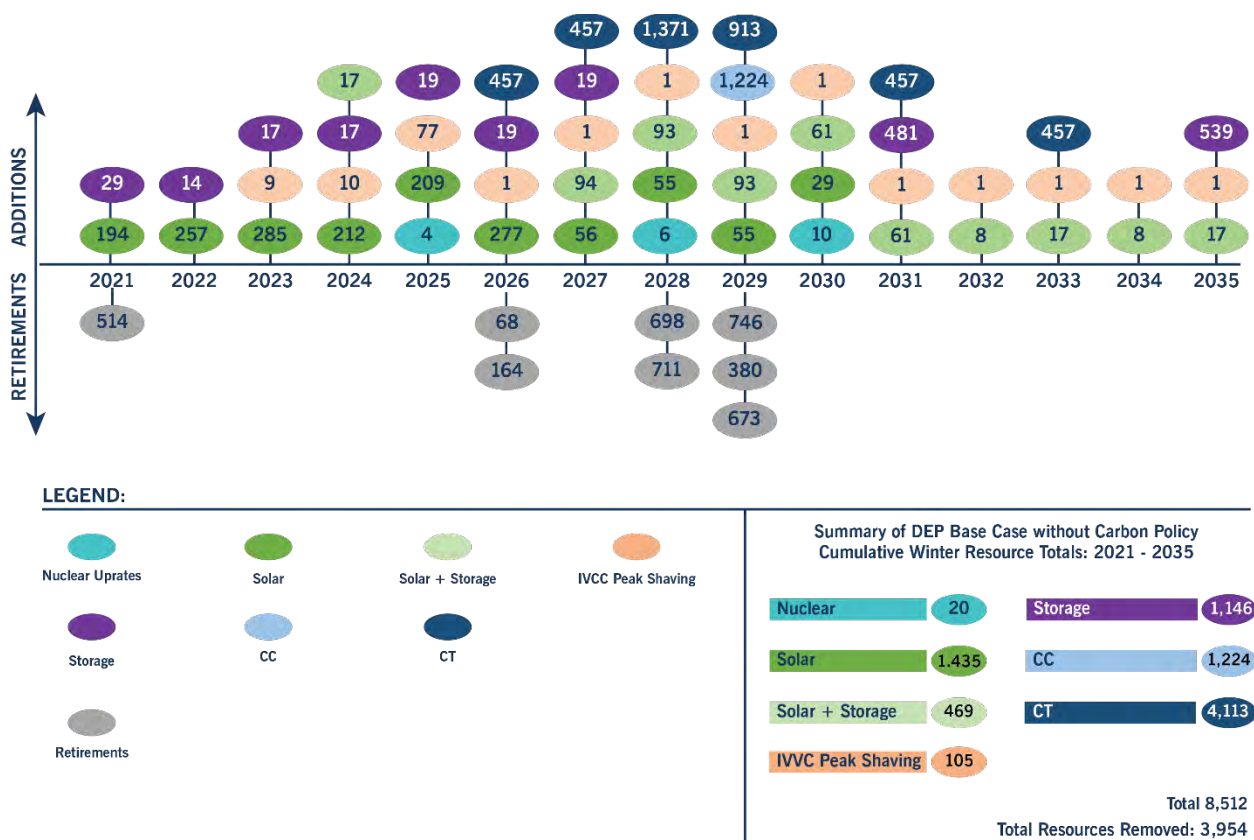 457 1,371 913
17 19 457 19 1 1,224 1 457
17 17 77 19 1 93 1 61 481 457 539
29 14 9 10 209 1 94 55 93 29 1 1 1 1 1
194 257 285 212 4 277 56 6 55 10 61 8 17 8 17
ADDITIONS
2021 2022 2023 2024 2025 2026 2027 2028 2029 2030 2031 2032 2033 2034 2035
RETIREMENTS
514 68 698 746
164 711 380
673
LEGEND:
Nuclear Uprates
Solar
Solar + Storage
IVCC Peak Shaving
Storage
CC
CT
Retirements
Summary of DEP Base Case without Carbon Policy
Cumulative Winter Resource Totals: 2021 - 2035
Nuclear 20
Storage 1,146
Solar 1.435
CC 1,224
Solar + Storage 469
CT 4,113
IVVC Peak Shaving 105
Total 8,512
Total Resources Removed: 3,954